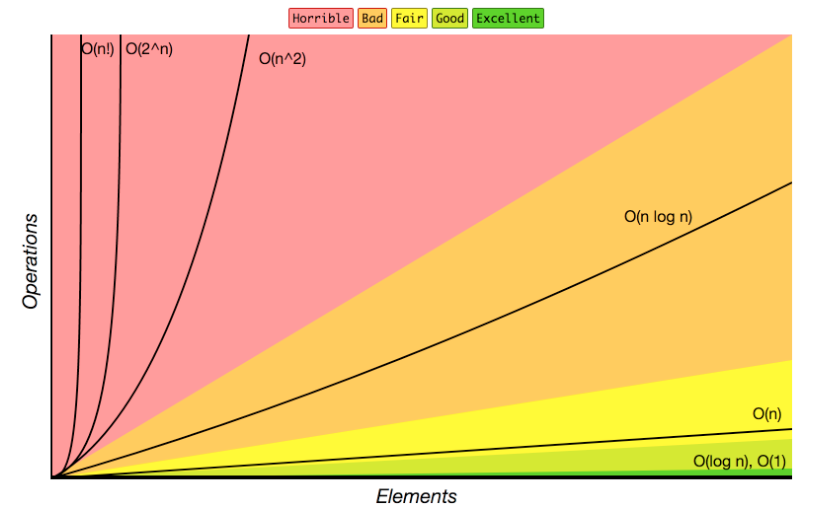 Horrible Bad Fair Good Excellent
O(n!) O(2^n)
O(n^2)
O(n log n)
O(n)
O(log n), O(1)
Operations
Elements